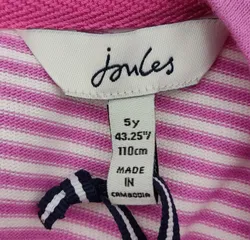 Joules
5y
43.25"/
110cm
MADE
IN
CAMBODIA